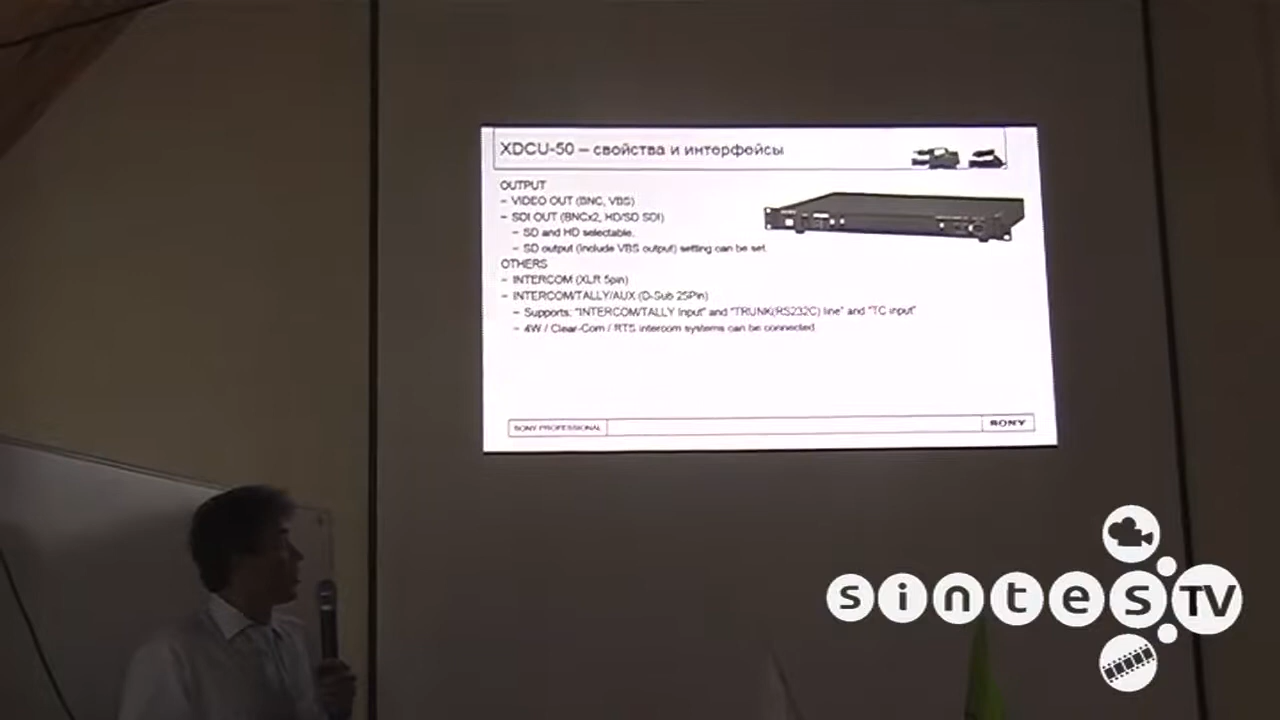 XDCU-50 – свойства и интерфейсы
OUTPUT
– VIDEO OUT (BNC, VBS)
– SDI OUT (BNCx2, HD/SD SDI)
– SD and HD selectable.
– SD output (include VBS output) setting can be set.
OTHERS
– INTERCOM (XLR 5pin)
– INTERCOM/TALLY/AUX (D-Sub 25Pin)
– Supports: "INTERCOM/TALLY Input" and "TRUNK(RS232C) line" and "TC input"
– 4W / Clear-Com / RTS intercom systems can be connected.
SONY PROFESSIONAL
SONY
sintes TV